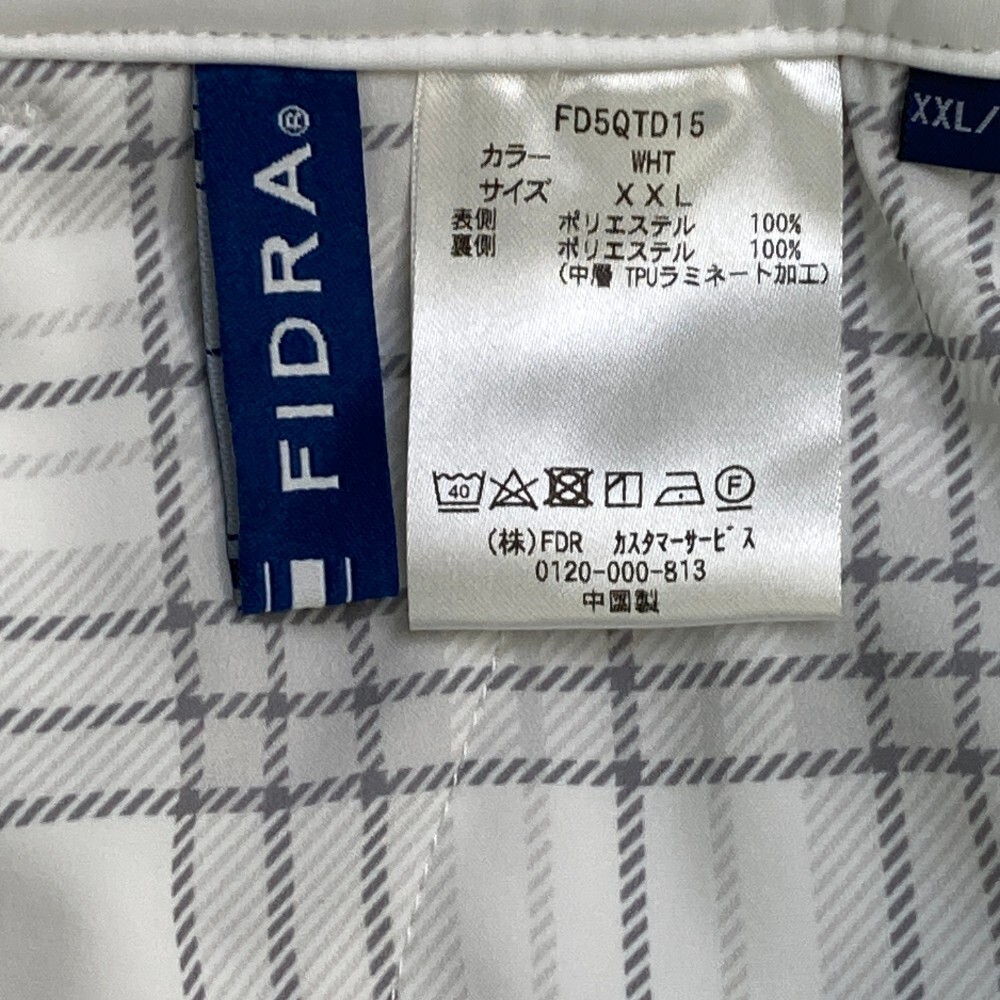 FIDRA®
FD5QTD15
カラー WHT
サイズ XXL
表側 ポリエステル 100%
裏側 ポリエステル 100%
(中層 TPUラミネート加工)
40 F
(株)FDR カスタマーサービス
0120-000-813
中國製
XXL/